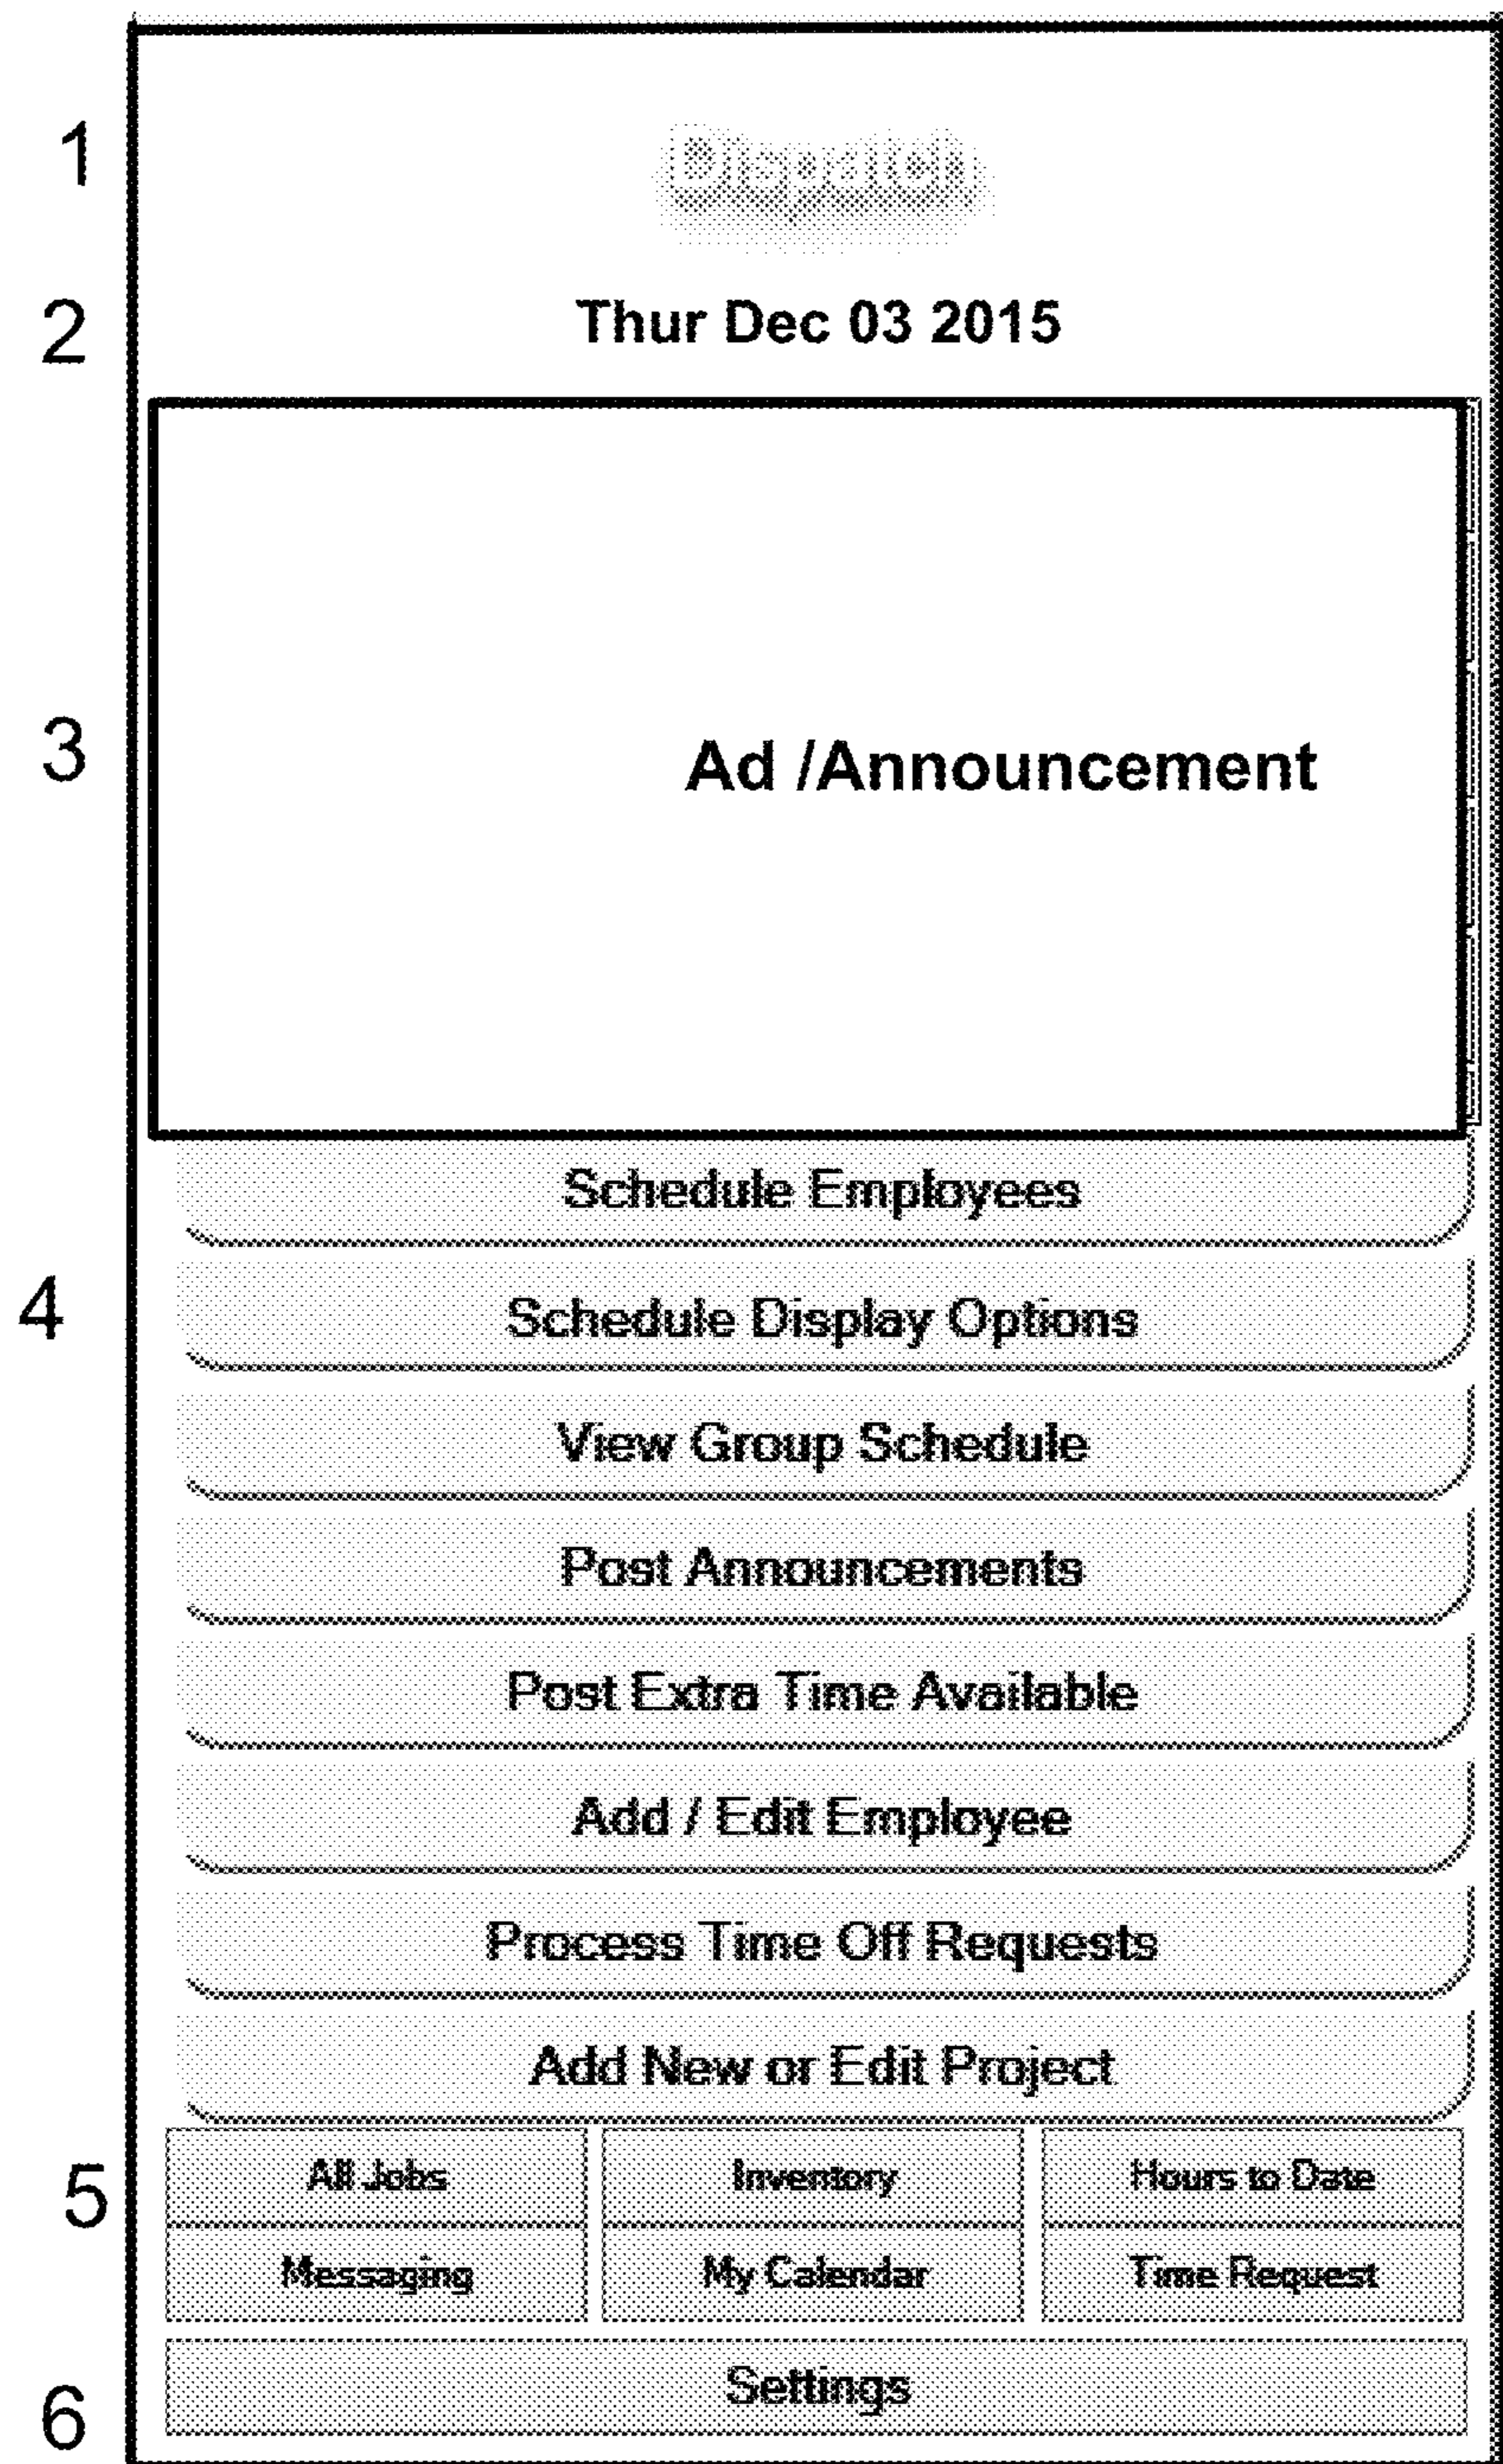 1
Dispatch
2
Thur Dec 03 2015
3
Ad /Announcement
Schedule Employees
4
Schedule Display Options
View Group Schedule
Post Announcements
Post Extra Time Available
Add / Edit Employee
Process Time Off Requests
Add New or Edit Project
5
All Jobs Inventory Hours to Date
Messaging My Calendar Time Request
6
Settings